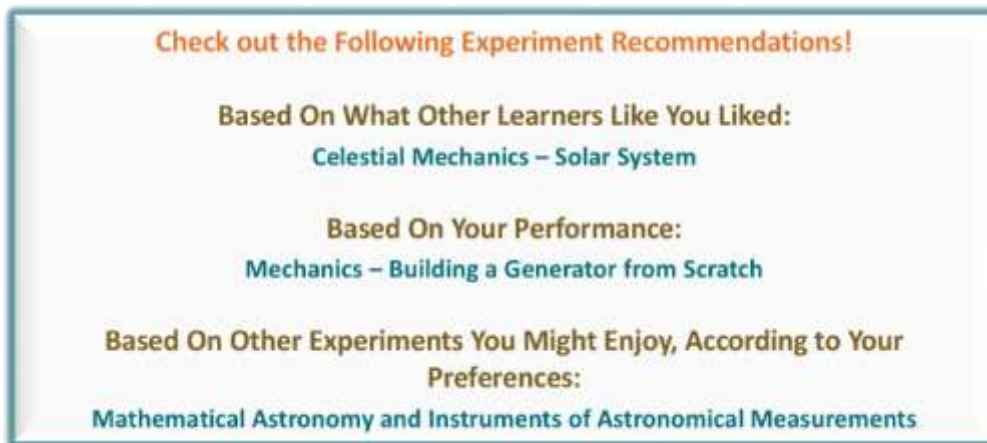 Check out the Following Experiment Recommendations!
Based On What Other Learners Like You Liked:
Celestial Mechanics – Solar System
Based On Your Performance:
Mechanics – Building a Generator from Scratch
Based On Other Experiments You Might Enjoy, According to Your
Preferences:
Mathematical Astronomy and Instruments of Astronomical Measurements